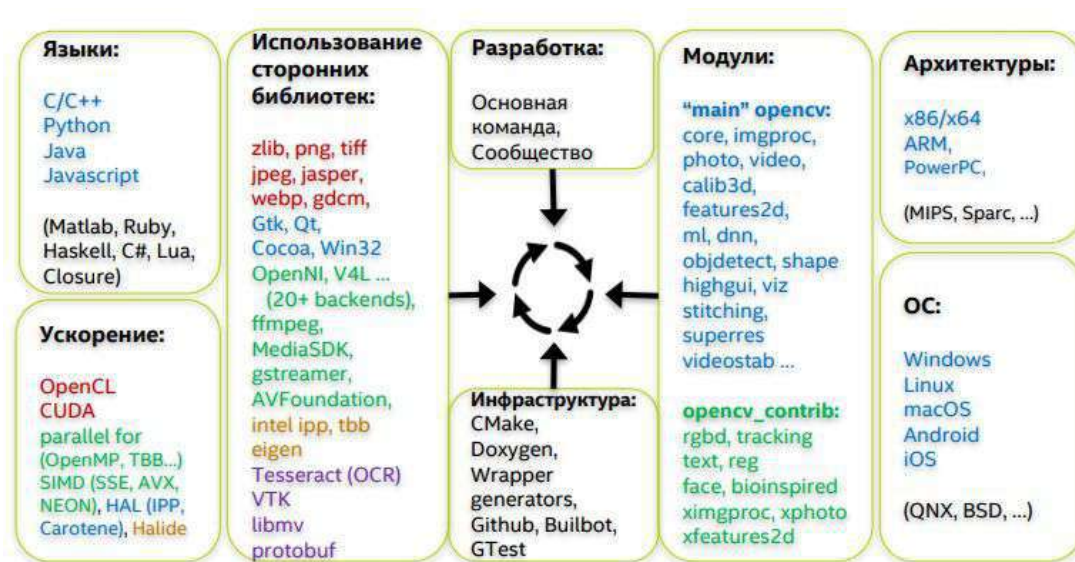 Языки:
C/C++
Python
Java
Javascript
(Matlab, Ruby,
Haskell, C#, Lua,
Closure)
Ускорение:
OpenCL
CUDA
parallel for
(OpenMP, TBB...)
SIMD (SSE, AVX,
NEON), HAL (IPP,
Carotene), Halide
Использование
сторонних
библиотек:
zlib, png, tiff
jpeg, jasper,
webp, gdcm,
Gtk, Qt,
Cocoa, Win32
OpenNI, V4L ...
(20+ backends),
ffmpeg,
MediaSDK,
gstreamer,
AVFoundation,
intel ipp, tbb
eigen
Tesseract (OCR)
VTK
libmv
protobuf
Разработка:
Основная
команда,
Сообщество
Инфраструктура:
CMake,
Doxygen,
Wrapper
generators,
Github, Builbot,
GTest
Модули:
“main” opencv:
core, imgproc,
photo, video,
calib3d,
features2d,
ml, dnn,
objdetect, shape
highgui, viz
stitching,
superres
videostab ...
opencv_contrib:
rgbd, tracking
text, reg
face, bioinspired
ximgproc, xphoto
xfeatures2d
Архитектуры:
x86/x64
ARM,
PowerPC,
(MIPS, Sparc, ...)
ОС:
Windows
Linux
macOS
Android
iOS
(QNX, BSD, ...)